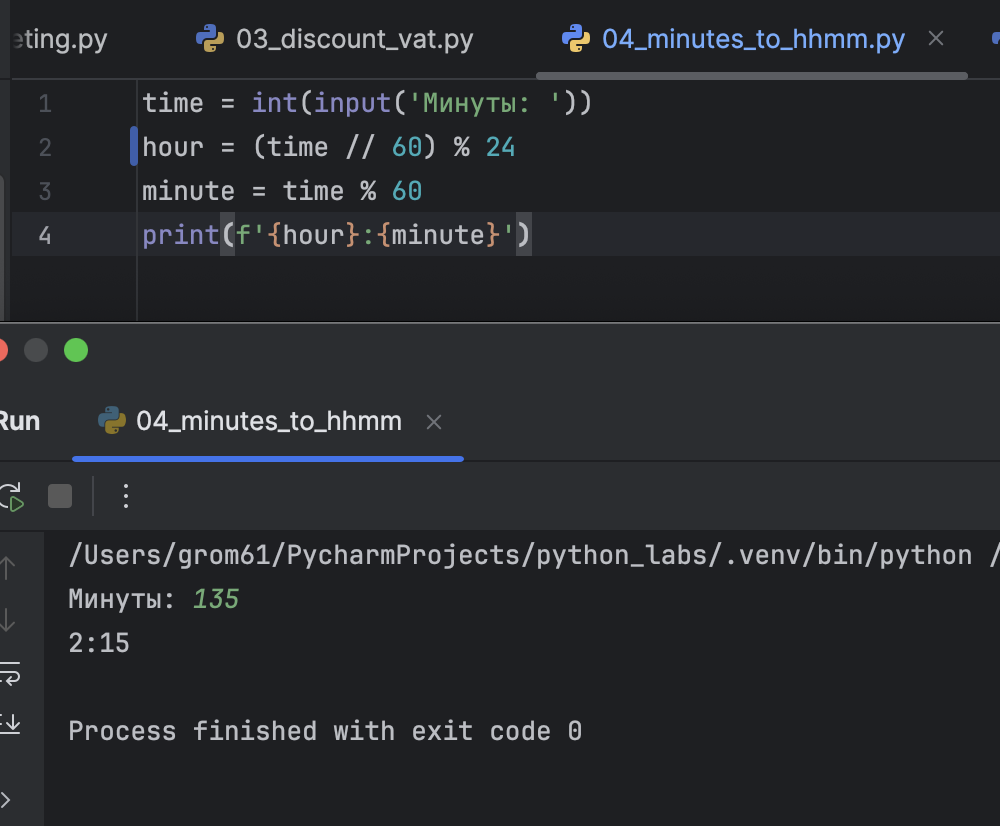 eting.py 03_discount_vat.py 04_minutes_to_hhmm.py
1 time = int(input('Минуты: '))
2 hour = (time // 60) % 24
3 minute = time % 60
4 print(f'{hour}:{minute}')
Run 04_minutes_to_hhmm
/Users/grom61/PycharmProjects/python_labs/.venv/bin/python /
Минуты: 135
2:15
Process finished with exit code 0